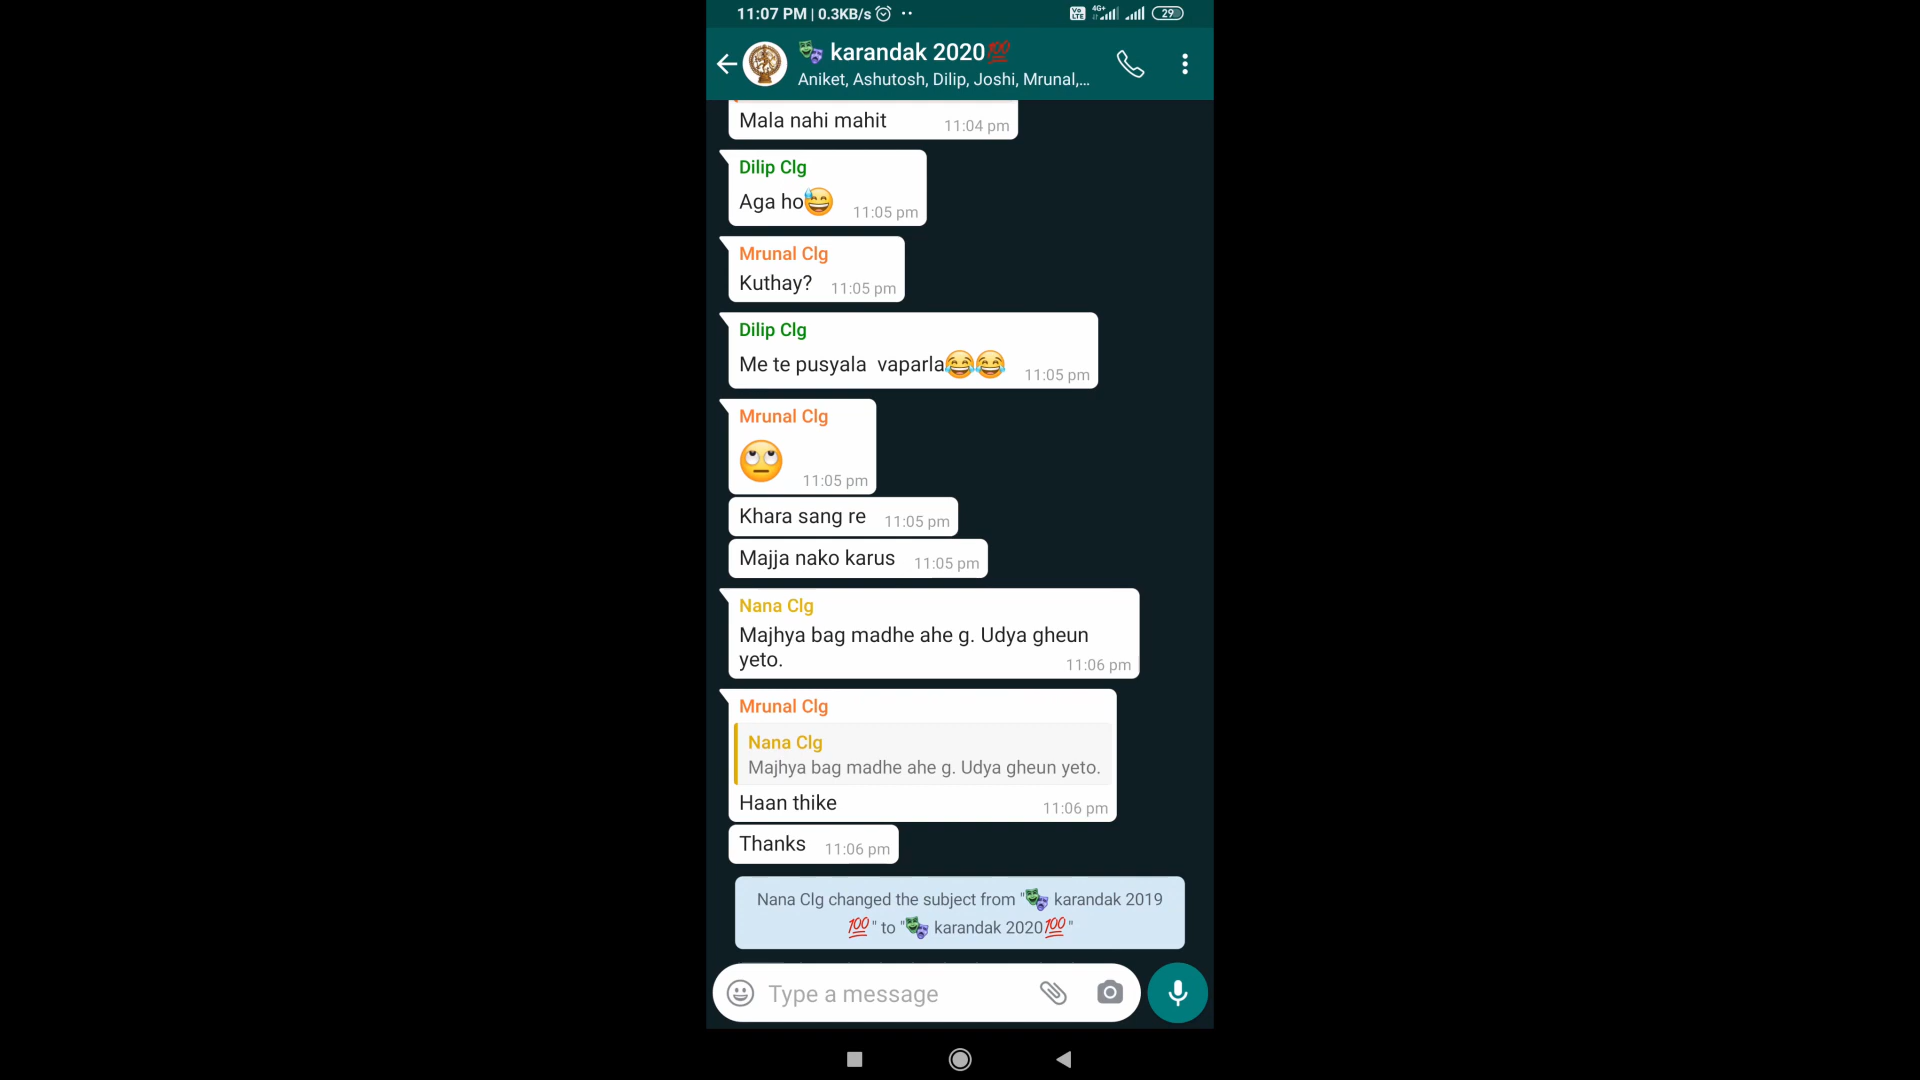 11:07 PM | 0.3KB/s
Vo LTE 4G+ 29
🎭 karandak 2020💯
Aniket, Ashutosh, Dilip, Joshi, Mrunal,...
Mala nahi mahit 11:04 pm
Dilip Clg
Aga ho😅 11:05 pm
Mrunal Clg
Kuthay? 11:05 pm
Dilip Clg
Me te pusyala  vaparla😂😂 11:05 pm
Mrunal Clg
🙄 11:05 pm
Khara sang re 11:05 pm
Majja nako karus 11:05 pm
Nana Clg
Majhya bag madhe ahe g. Udya gheun
yeto. 11:06 pm
Mrunal Clg
Nana Clg
Majhya bag madhe ahe g. Udya gheun yeto.
Haan thike 11:06 pm
Thanks 11:06 pm
Nana Clg changed the subject from "🎭 karandak 2019
💯" to "🎭 karandak 2020💯"
Type a message